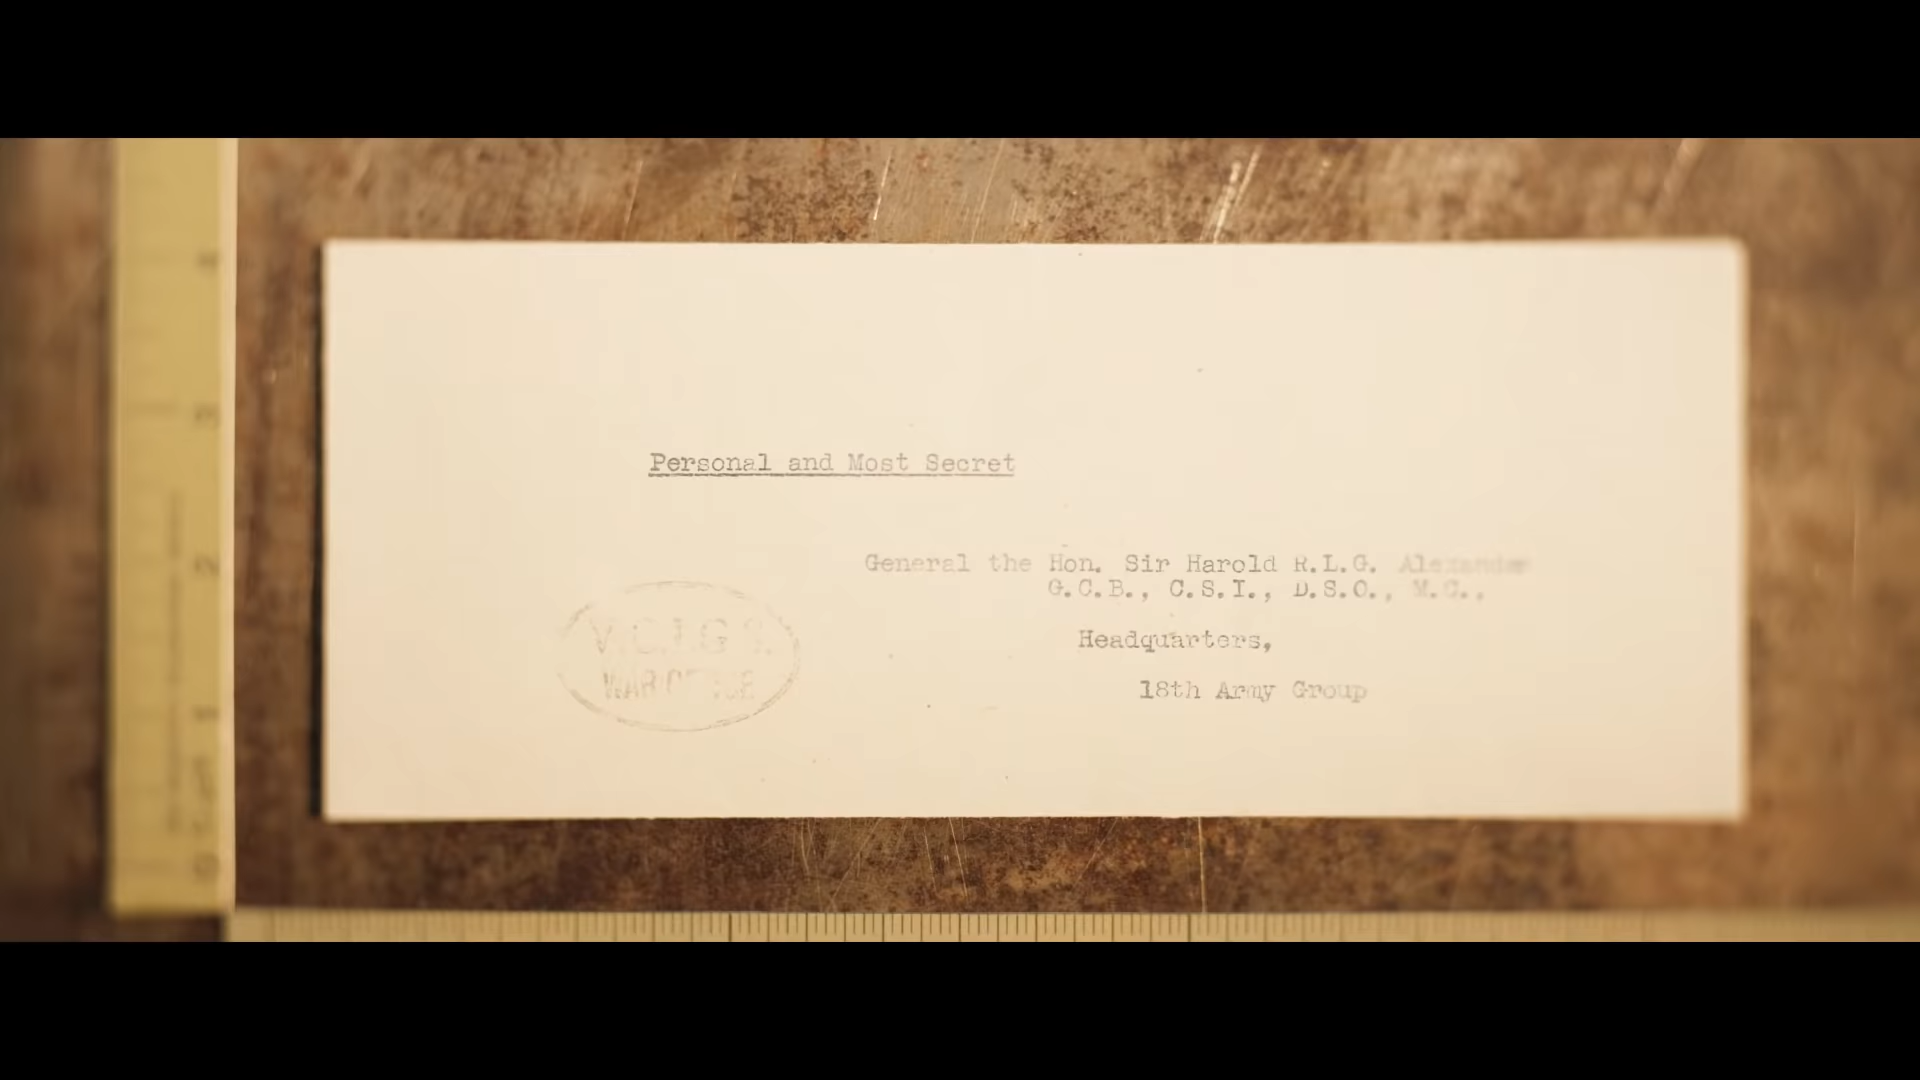 Personal and Most Secret
General the Hon. Sir Harold R.L.G. Alexander
G.C.B., C.S.I., D.S.O., M.C.,
Headquarters,
18th Army Group
V.C.I.G.S.
WAR OFFICE